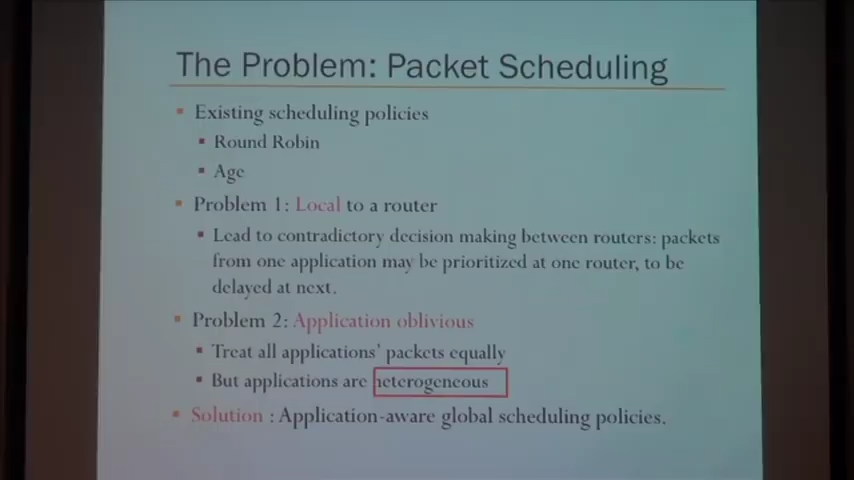 The Problem: Packet Scheduling
Existing scheduling policies
Round Robin
Age
Problem 1: Local to a router
Lead to contradictory decision making between routers: packets
from one application may be prioritized at one router, to be
delayed at next.
Problem 2: Application oblivious
Treat all applications' packets equally
But applications are heterogeneous
Solution : Application-aware global scheduling policies.